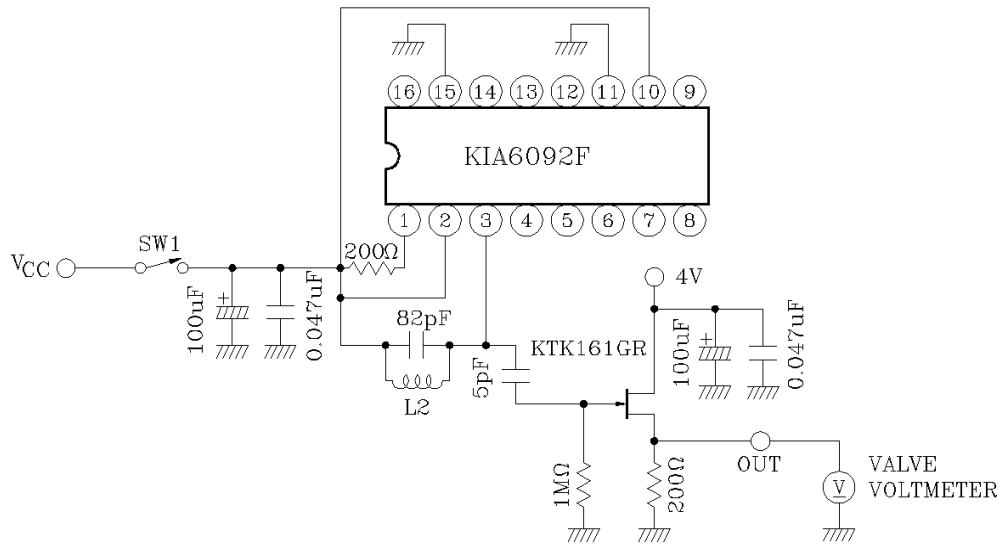 16 15 14 13 12 11 10 9
KIA6092F
1 2 3 4 5 6 7 8
VCC
SW1
200Ω
4V
100uF
0.047uF
82pF
L2
5pF
KTK161GR
100uF
0.047uF
1MΩ
200Ω
OUT
V
VALVE
VOLTMETER